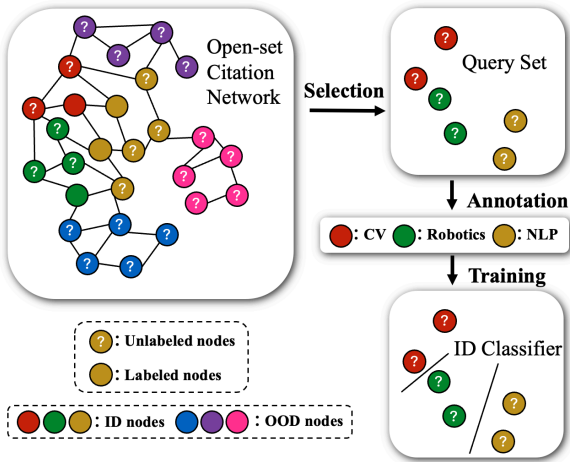 Open-set
Citation
Network
Selection
Query Set
Annotation
: CV : Robotics : NLP
Training
ID Classifier
? : Unlabeled nodes
: Labeled nodes
: ID nodes : OOD nodes